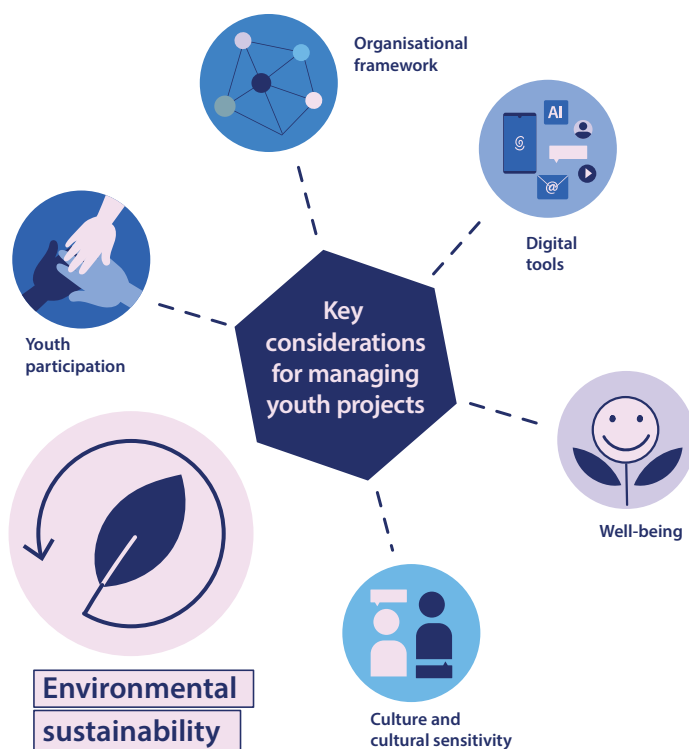 Organisational
framework
AI
@
Digital
tools
Key
considerations
for managing
youth projects
Youth
participation
Well-being
Environmental
sustainability
Culture and
cultural sensitivity